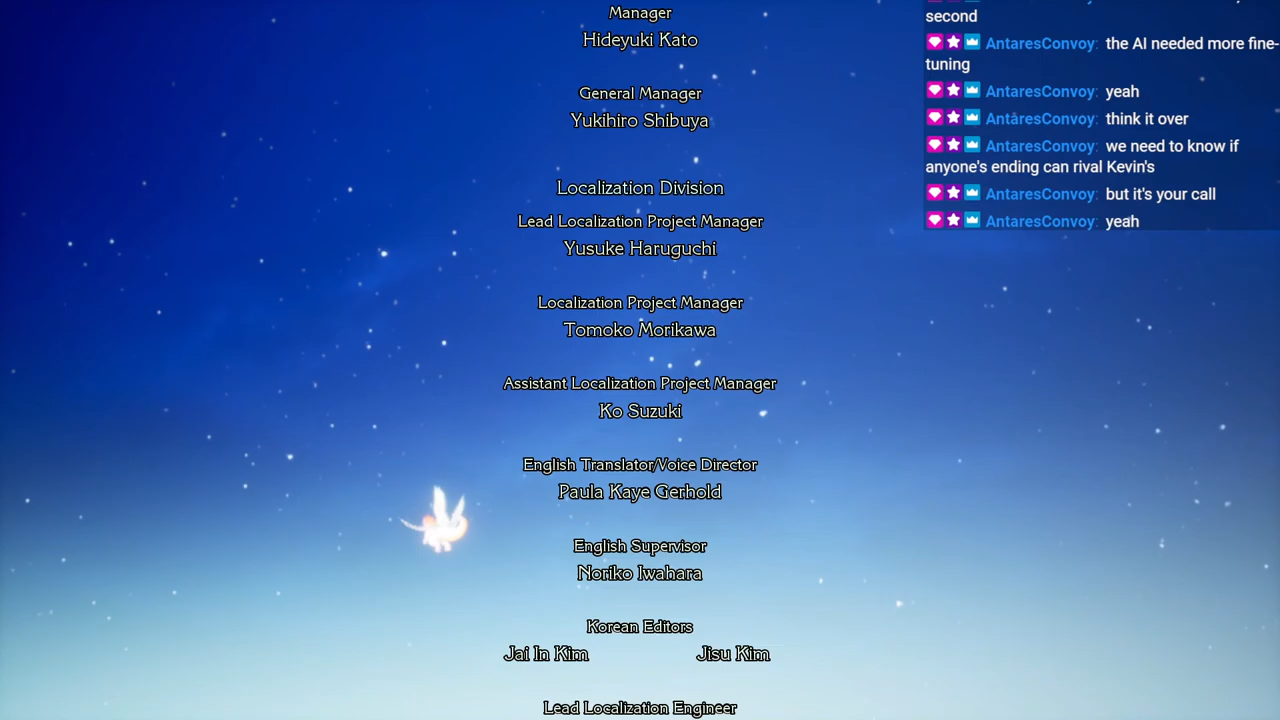 Manager
Hideyuki Kato
General Manager
Yukihiro Shibuya
Localization Division
Lead Localization Project Manager
Yusuke Haruguchi
Localization Project Manager
Tomoko Morikawa
Assistant Localization Project Manager
Ko Suzuki
English Translator/Voice Director
Paula Kaye Gerhold
English Supervisor
Noriko Iwahara
Korean Editors
Jai In Kim Jisu Kim
Lead Localization Engineer
second
AntaresConvoy: the AI needed more fine-
tuning
AntaresConvoy: yeah
AntaresConvoy: think it over
AntaresConvoy: we need to know if
anyone's ending can rival Kevin's
AntaresConvoy: but it's your call
AntaresConvoy: yeah